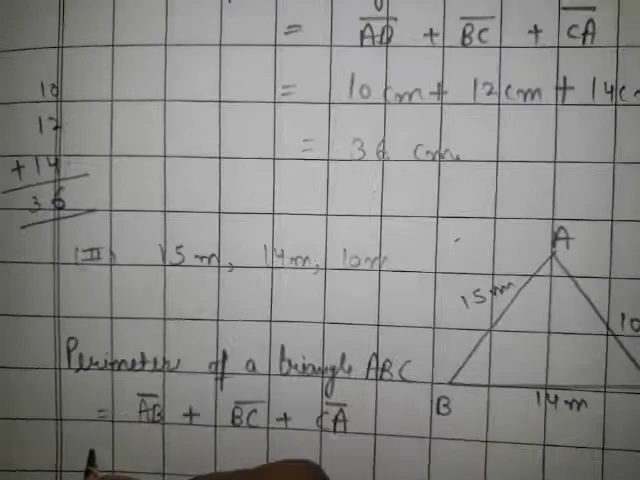 = AB + BC + CA
= 10 cm + 12 cm + 14 c
= 36 cm
10
12
+ 14
36
(II) 15 m, 14 m, 10 m
A
15 m
10
B
14 m
Perimeter of a triangle ABC
= AB + BC + CA